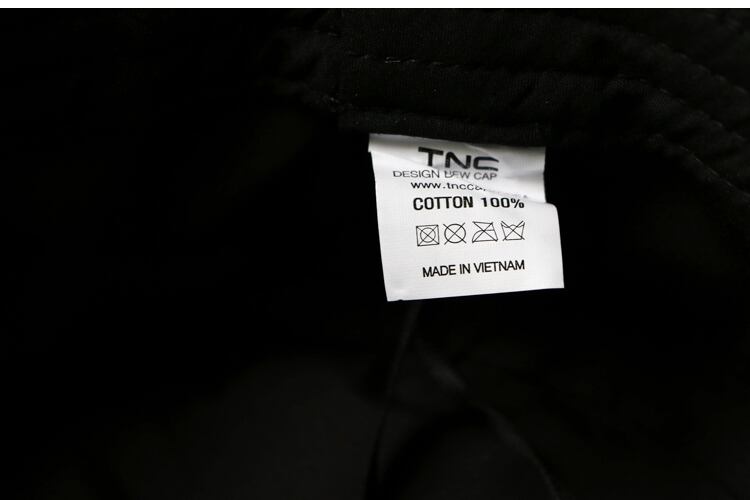 TNC
DESIGN CAP
COTTON 100%
MADE IN VIETNAM